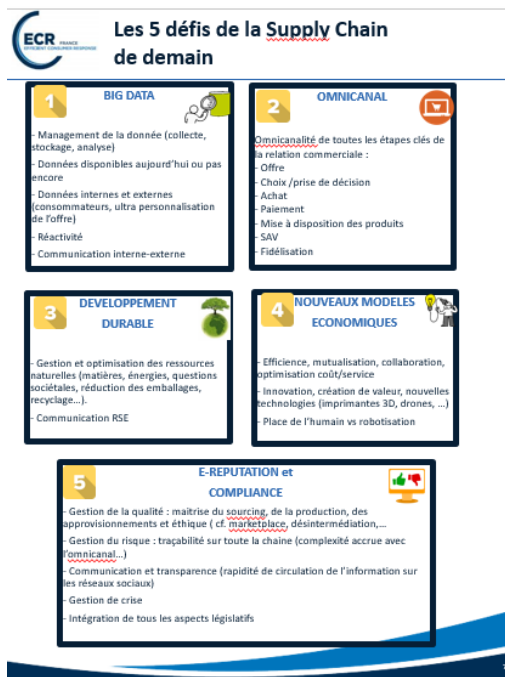 ECR FRANCE
EFFICIENT CONSUMER RESPONSE
Les 5 défis de la Supply Chain
de demain
1
BIG DATA
- Management de la donnée (collecte,
stockage, analyse)
- Données disponibles aujourd'hui ou pas
encore
- Données internes et externes
(consommateurs, ultra personnalisation
de l'offre)
- Réactivité
- Communication interne-externe
2
OMNICANAL
Omnicanalité de toutes les étapes clés de
la relation commerciale :
- Offre
- Choix /prise de décision
- Achat
- Paiement
- Mise à disposition des produits
- SAV
- Fidélisation
3
DEVELOPPEMENT
DURABLE
- Gestion et optimisation des ressources
naturelles (matières, énergies, questions
sociétales, réduction des emballages,
recyclage...).
- Communication RSE
4
NOUVEAUX MODELES
ECONOMIQUES
- Efficience, mutualisation, collaboration,
optimisation coût/service
- Innovation, création de valeur, nouvelles
technologies (imprimantes 3D, drones, ...)
- Place de l'humain vs robotisation
5
E-REPUTATION et
COMPLIANCE
- Gestion de la qualité : maitrise du sourcing, de la production, des
approvisionnements et éthique ( cf. marketplace, désintermédiation,...
- Gestion du risque : traçabilité sur toute la chaine (complexité accrue avec
l'omnicanal...)
- Communication et transparence (rapidité de circulation de l'information sur
les réseaux sociaux)
- Gestion de crise
- Intégration de tous les aspects législatifs